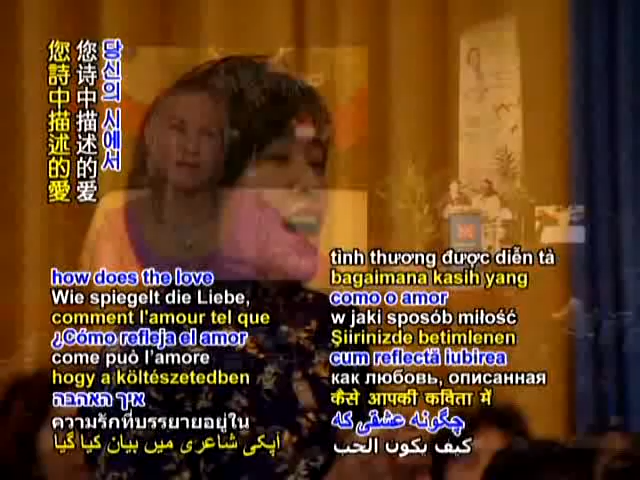 당신의 시에서
您诗中描述的爱
您詩中描述的愛
how does the love
Wie spiegelt die Liebe,
comment l'amour tel que
¿Cómo refleja el amor
come può l'amore
hogy a költészetedben
איך האהבה
ความรักที่บรรยายอยู่ใน
آپکی شاعری میں بیان کیا گیا
tình thương được diễn tả
bagaimana kasih yang
como o amor
w jaki sposób miłość
Şiirinizde betimlenen
cum reflectă iubirea
как любовь, описанная
कैसे आपकी कविता में
چگونه عشقی که
كيف يكون الحب